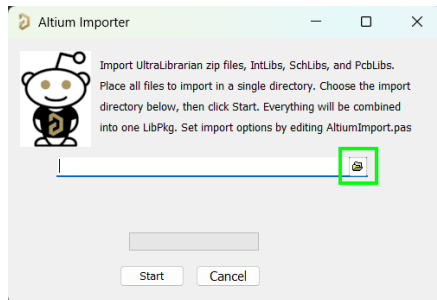 Altium Importer
Import UltraLibrarian zip files, IntLibs, SchLibs, and PcbLibs.
Place all files to import in a single directory. Choose the import
directory below, then click Start. Everything will be combined
into one LibPkg. Set import options by editing AltiumImport.pas
Start
Cancel